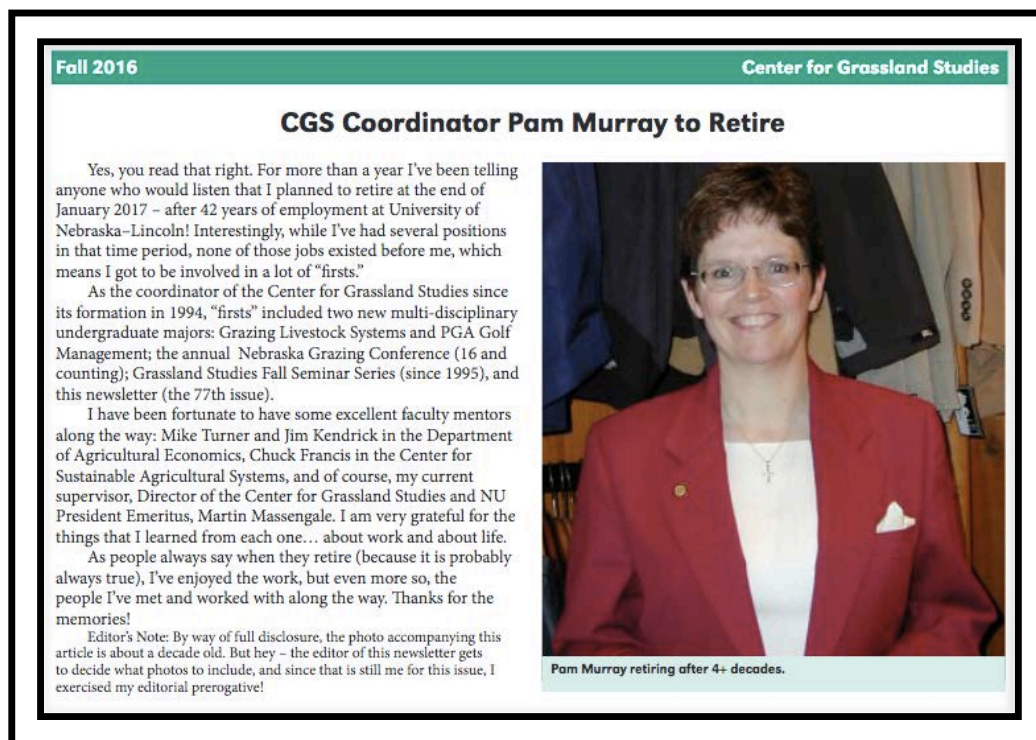 Fall 2016
Center for Grassland Studies
CGS Coordinator Pam Murray to Retire
Yes, you read that right. For more than a year I've been telling
anyone who would listen that I planned to retire at the end of
January 2017 – after 42 years of employment at University of
Nebraska–Lincoln! Interestingly, while I've had several positions
in that time period, none of those jobs existed before me, which
means I got to be involved in a lot of “firsts.”
As the coordinator of the Center for Grassland Studies since
its formation in 1994, “firsts” included two new multi-disciplinary
undergraduate majors: Grazing Livestock Systems and PGA Golf
Management; the annual Nebraska Grazing Conference (16 and
counting); Grassland Studies Fall Seminar Series (since 1995), and
this newsletter (the 77th issue).
I have been fortunate to have some excellent faculty mentors
along the way: Mike Turner and Jim Kendrick in the Department
of Agricultural Economics, Chuck Francis in the Center for
Sustainable Agricultural Systems, and of course, my current
supervisor, Director of the Center for Grassland Studies and NU
President Emeritus, Martin Massengale. I am very grateful for the
things that I learned from each one… about work and about life.
As people always say when they retire (because it is probably
always true), I've enjoyed the work, but even more so, the
people I've met and worked with along the way. Thanks for the
memories!
Editor's Note: By way of full disclosure, the photo accompanying this
article is about a decade old. But hey – the editor of this newsletter gets
to decide what photos to include, and since that is still me for this issue, I
exercised my editorial prerogative!
Pam Murray retiring after 4+ decades.